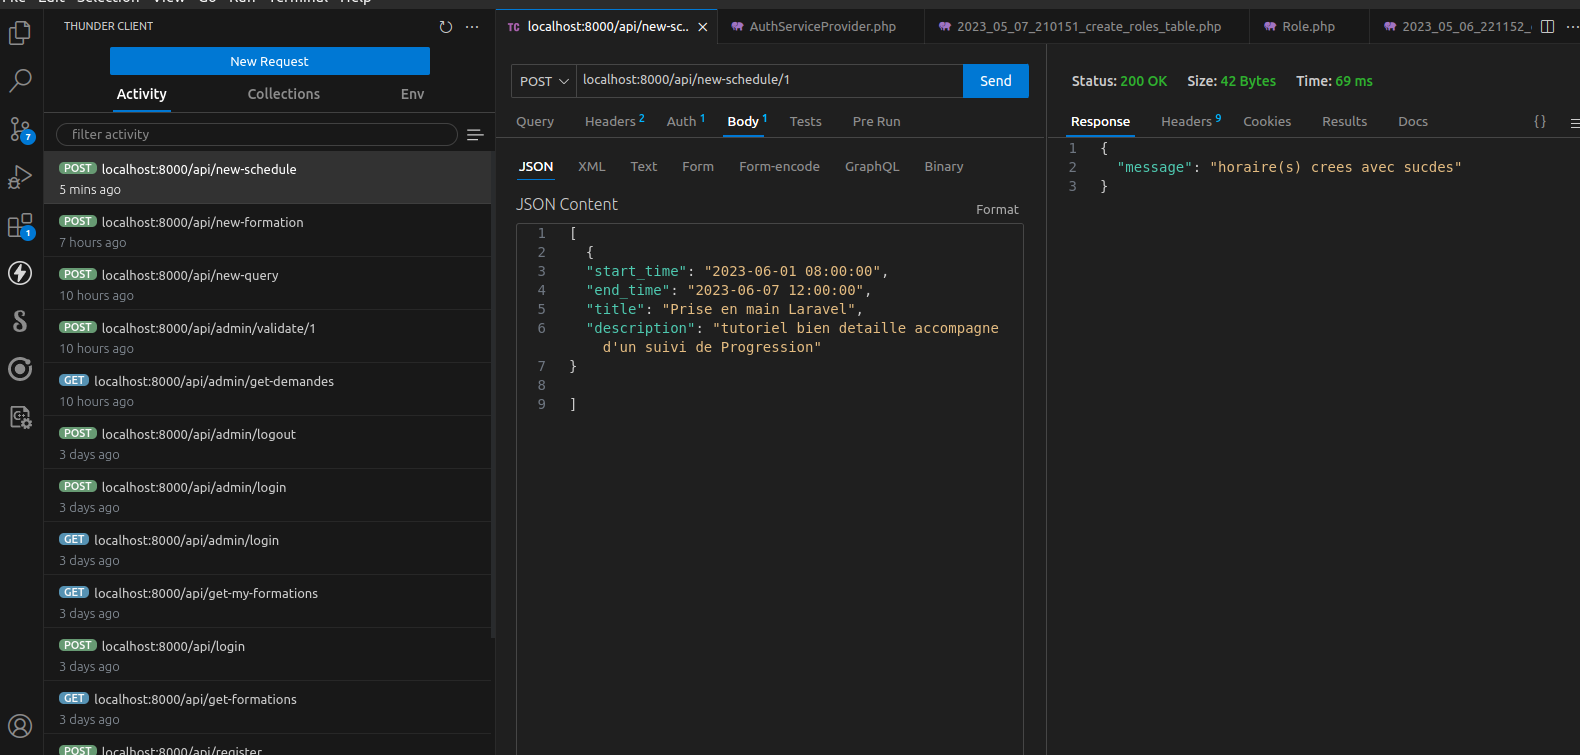 File Edit Selection View Go Run Terminal Help
THUNDER CLIENT
New Request
Activity Collections Env
filter activity
POST localhost:8000/api/new-schedule
5 mins ago
POST localhost:8000/api/new-formation
7 hours ago
POST localhost:8000/api/new-query
10 hours ago
POST localhost:8000/api/admin/validate/1
10 hours ago
GET localhost:8000/api/admin/get-demandes
10 hours ago
POST localhost:8000/api/admin/logout
3 days ago
POST localhost:8000/api/admin/login
3 days ago
GET localhost:8000/api/admin/login
3 days ago
GET localhost:8000/api/get-my-formations
3 days ago
POST localhost:8000/api/login
3 days ago
GET localhost:8000/api/get-formations
3 days ago
POST localhost:8000/api/register
7
1
TC localhost:8000/api/new-sc.. AuthServiceProvider.php 2023_05_07_210151_create_roles_table.php Role.php 2023_05_06_221152_
POST localhost:8000/api/new-schedule/1 Send
Query Headers 2 Auth 1 Body 1 Tests Pre Run
JSON XML Text Form Form-encode GraphQL Binary
JSON Content
Format
1 [
2 {
3 "start_time": "2023-06-01 08:00:00",
4 "end_time": "2023-06-07 12:00:00",
5 "title": "Prise en main Laravel",
6 "description": "tutoriel bien detaille accompagne
d'un suivi de Progression"
7 }
8
9 ]
Status: 200 OK Size: 42 Bytes Time: 69 ms
Response Headers 9 Cookies Results Docs {}
1 {
2 "message": "horaire(s) crees avec sucdes"
3 }